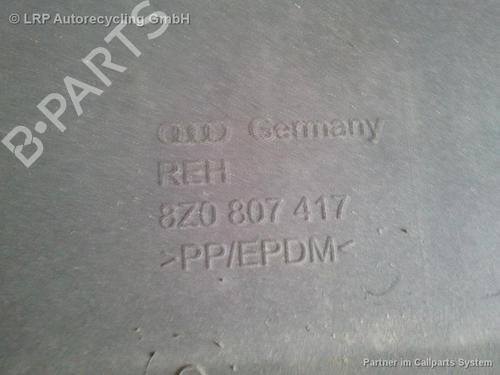 © LRP Autorecycling GmbH
B-PARTS
Germany
REH
8Z0 807 417
>PP/EPDM<
Partner im Callparts System